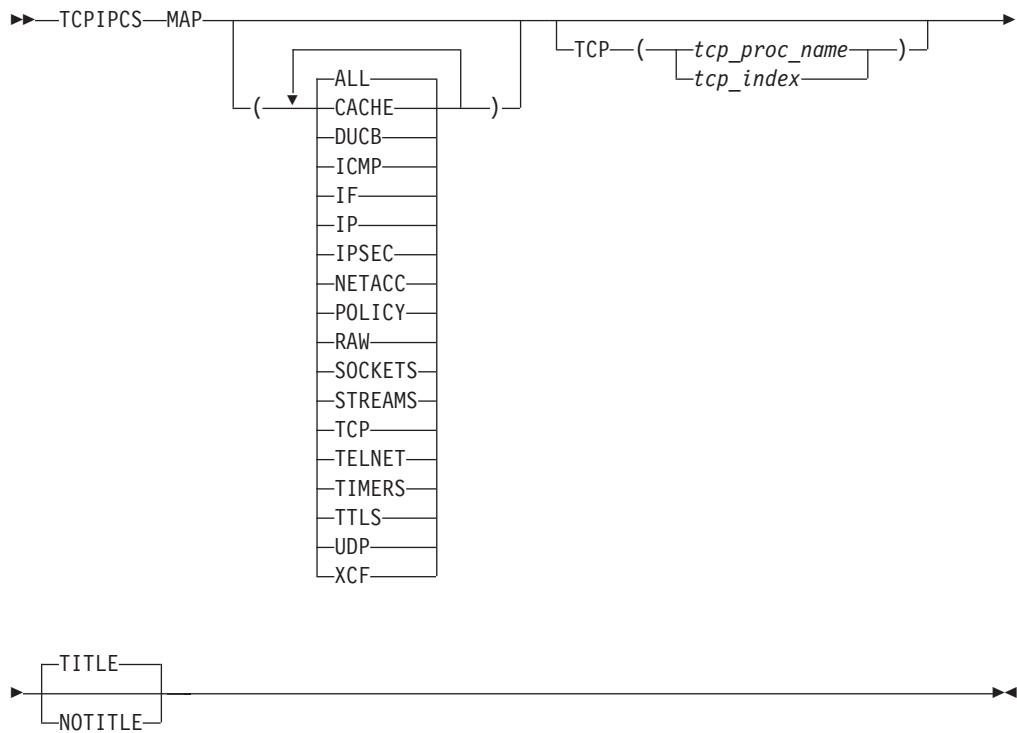 TCPIPCS MAP
TCP ( tcp_proc_name )
tcp_index
ALL
( CACHE )
DUCB
ICMP
IF
IP
IPSEC
NETACC
POLICY
RAW
SOCKETS
STREAMS
TCP
TELNET
TIMERS
TTLS
UDP
XCF
TITLE
NOTITLE